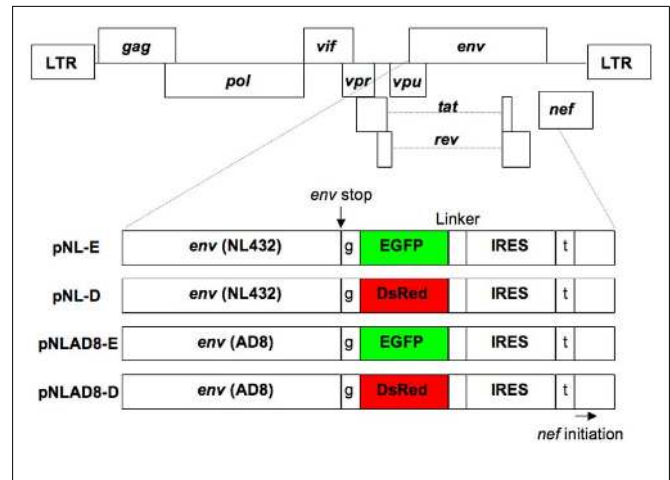 gag vif env
LTR LTR
pol vpr vpu
tat nef
rev
env stop
Linker
pNL-E env (NL432) g EGFP IRES t
pNL-D env (NL432) g DsRed IRES t
pNLAD8-E env (AD8) g EGFP IRES t
pNLAD8-D env (AD8) g DsRed IRES t
nef initiation